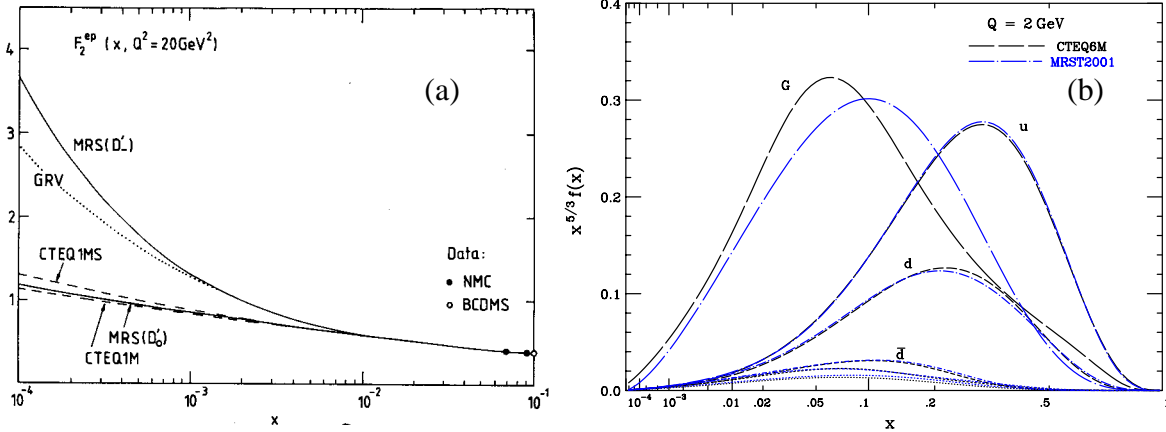 F₂ᵉᵖ (x, Q² = 20GeV²)
(a)
4
3
2
1
MRS(D'₋)
GRV
CTEQ1MS
MRS(D'₀)
CTEQ1M
Data:
NMC
BCDMS
10⁻⁴
10⁻³
10⁻²
10⁻¹
x
Q = 2 GeV
CTEQ6M
MRST2001
(b)
G
u
d
d̅
x^{5/3} f(x)
0.4
0.3
0.2
0.1
0.0
10⁻⁴
10⁻³
.01
.02
.05
.1
.2
.5
1
x